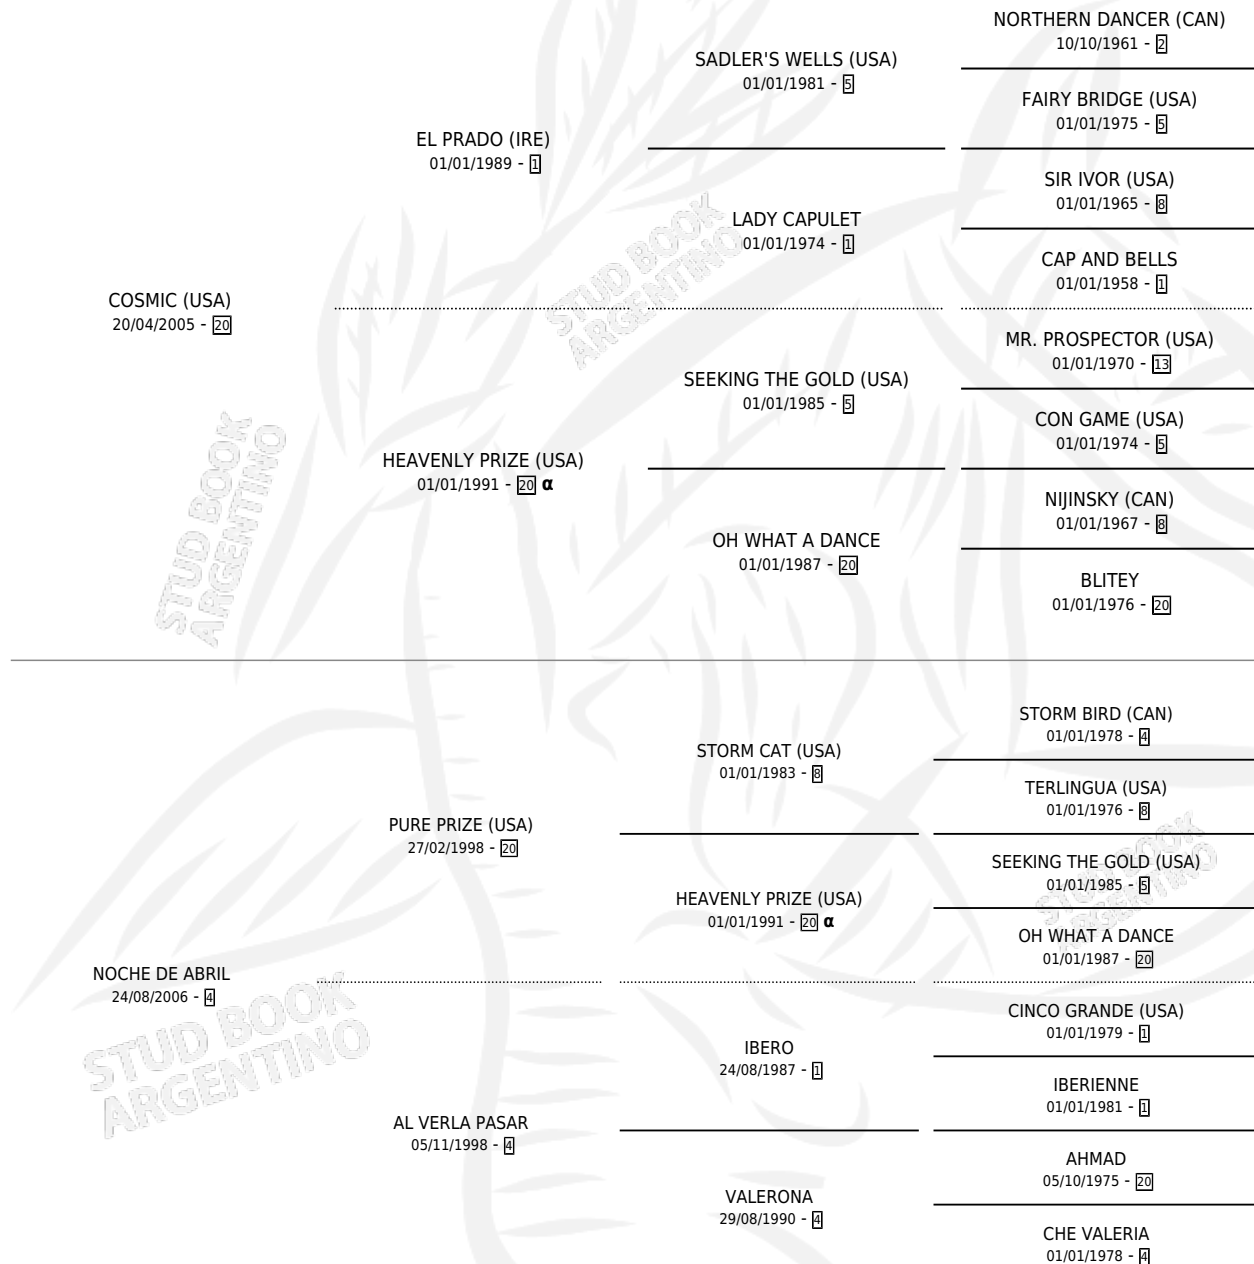 NORTHERN DANCER (CAN)
10/10/1961 - 2
SADLER'S WELLS (USA)
01/01/1981 - 5
FAIRY BRIDGE (USA)
01/01/1975 - 5
EL PRADO (IRE)
01/01/1989 - 1
SIR IVOR (USA)
01/01/1965 - 8
LADY CAPULET
01/01/1974 - 1
CAP AND BELLS
01/01/1958 - 1
COSMIC (USA)
20/04/2005 - 20
MR. PROSPECTOR (USA)
01/01/1970 - 13
SEEKING THE GOLD (USA)
01/01/1985 - 5
CON GAME (USA)
01/01/1974 - 5
HEAVENLY PRIZE (USA)
01/01/1991 - 20 α
NIJINSKY (CAN)
01/01/1967 - 8
OH WHAT A DANCE
01/01/1987 - 20
BLITEY
01/01/1976 - 20
STORM BIRD (CAN)
01/01/1978 - 4
STORM CAT (USA)
01/01/1983 - 8
TERLINGUA (USA)
01/01/1976 - 8
PURE PRIZE (USA)
27/02/1998 - 20
SEEKING THE GOLD (USA)
01/01/1985 - 5
HEAVENLY PRIZE (USA)
01/01/1991 - 20 α
OH WHAT A DANCE
01/01/1987 - 20
NOCHE DE ABRIL
24/08/2006 - 4
CINCO GRANDE (USA)
01/01/1979 - 1
IBERO
24/08/1987 - 1
IBERIENNE
01/01/1981 - 1
AL VERLA PASAR
05/11/1998 - 4
AHMAD
05/10/1975 - 20
VALERONA
29/08/1990 - 4
CHE VALERIA
01/01/1978 - 4
STUD BOOK
ARGENTINO
STUD BOOK
ARGENTINO
STUD BOOK
ARGENTINO
STUD BOOK
ARGENTINO